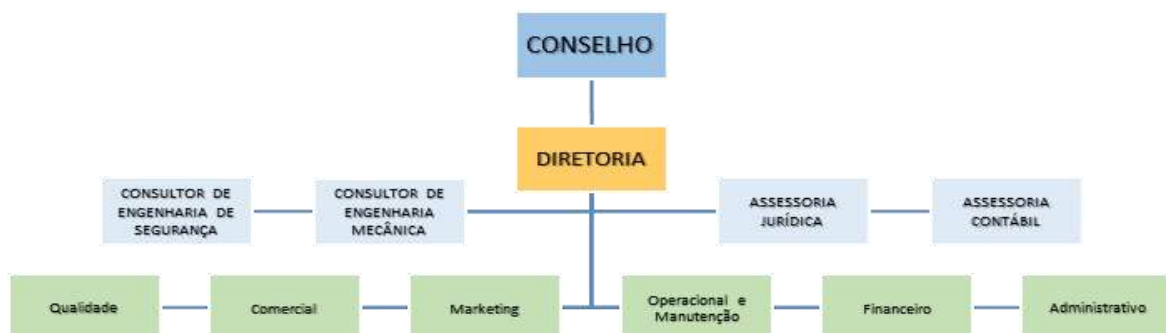 CONSELHO
DIRETORIA
CONSULTOR DE
ENGENHARIA DE
SEGURANÇA
CONSULTOR DE
ENGENHARIA
MECÂNICA
ASSESSORIA
JURÍDICA
ASSESSORIA
CONTÁBIL
Qualidade
Comercial
Marketing
Operacional e
Manutenção
Financeiro
Administrativo